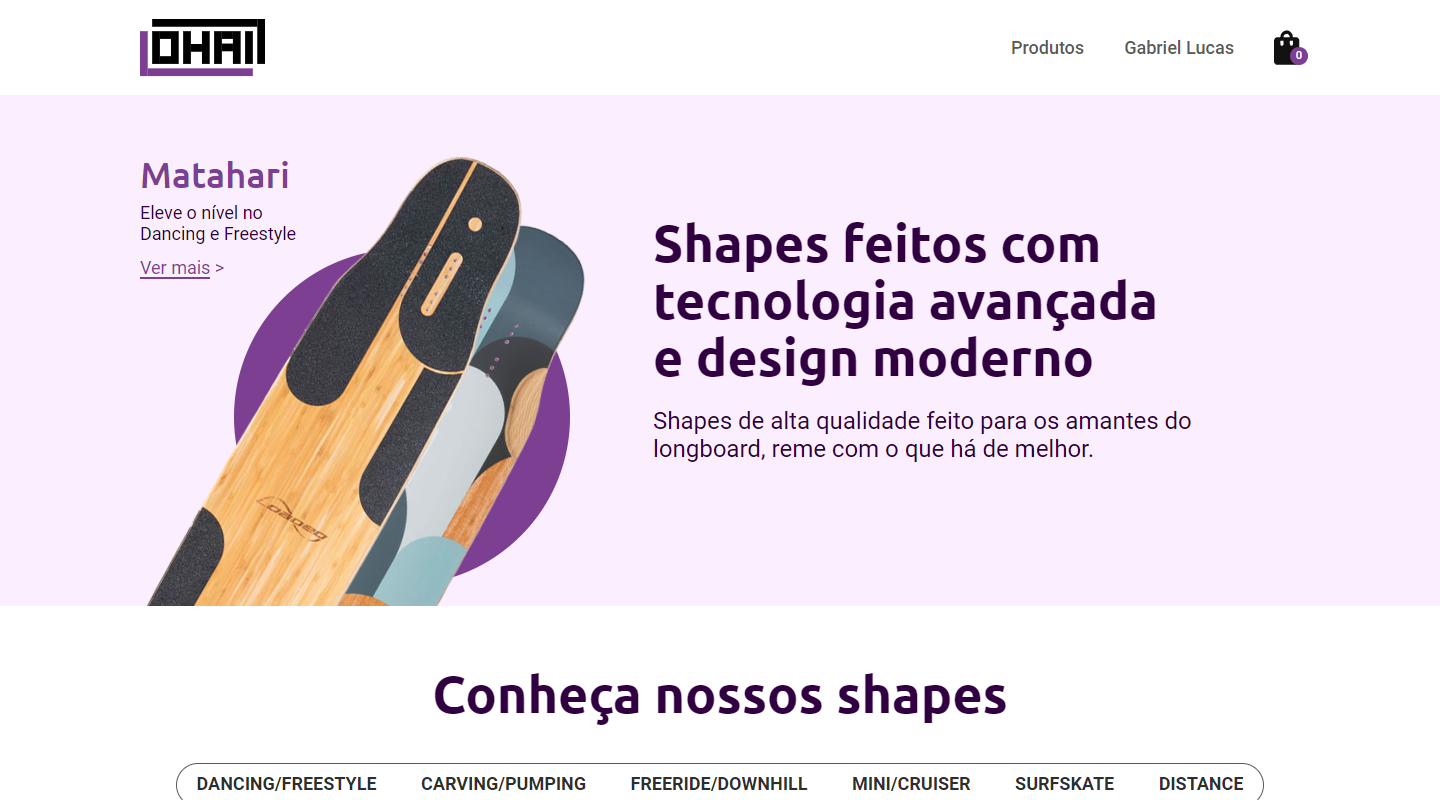 LOHAII
Produtos
Gabriel Lucas
0
Matahari
Eleve o nível no
Dancing e Freestyle
Ver mais >
Shapes feitos com
tecnologia avançada
e design moderno
Shapes de alta qualidade feito para os amantes do
longboard, reme com o que há de melhor.
Conheça nossos shapes
DANCING/FREESTYLE
CARVING/PUMPING
FREERIDE/DOWNHILL
MINI/CRUISER
SURFSKATE
DISTANCE